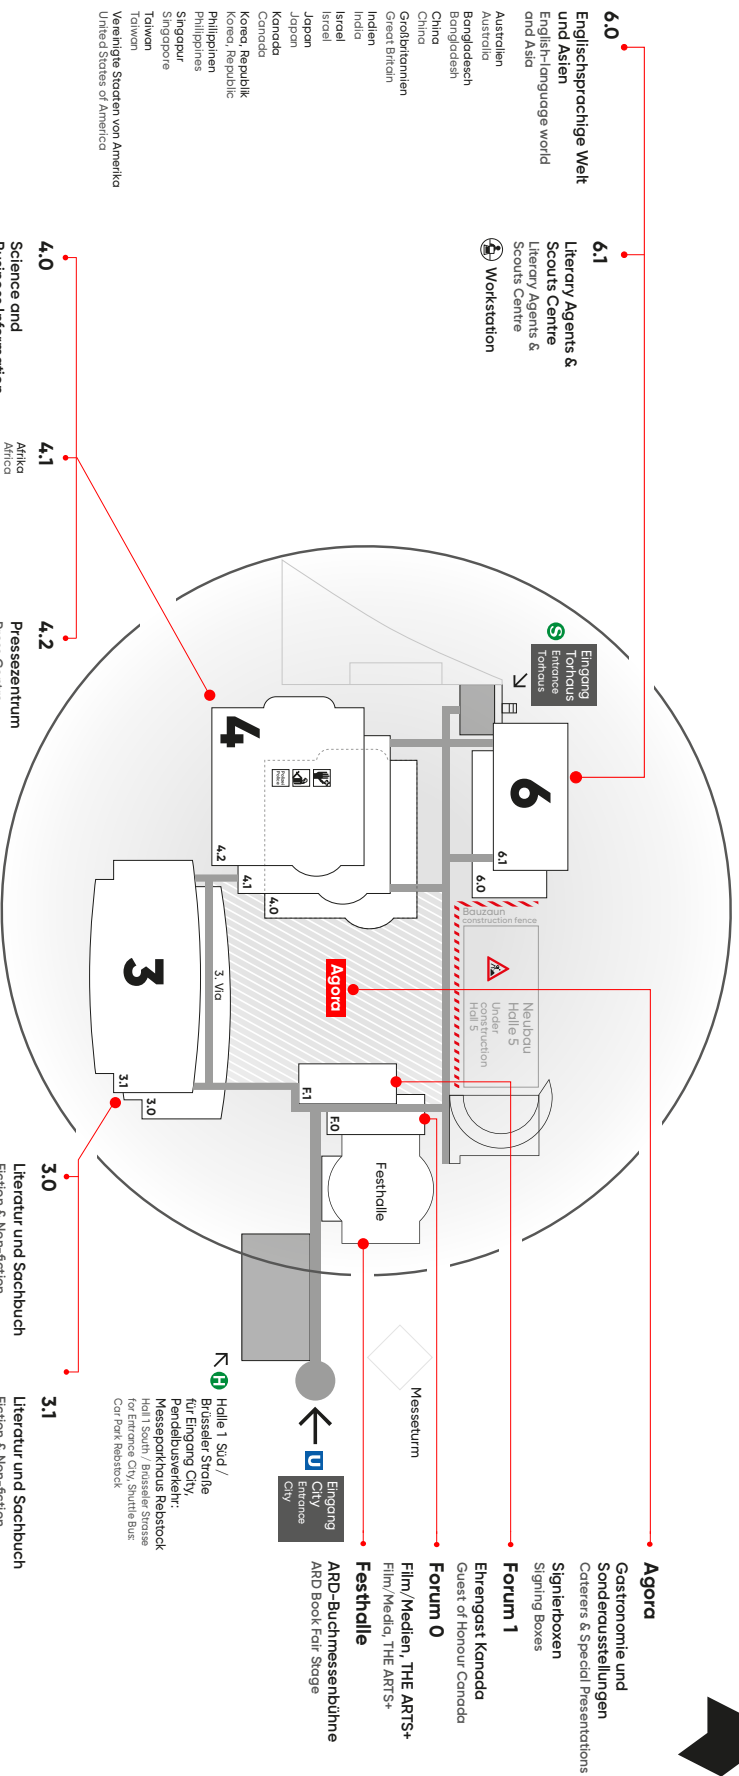 6.0
Englischsprachige Welt
und Asien
English-language world
and Asia
Australien
Australia
Bangladesch
Bangladesh
China
China
Großbritannien
Great Britain
Indien
India
Israel
Israel
Japan
Japan
Kanada
Canada
Korea, Republik
Korea, Republic
Philippinen
Philippines
Singapur
Singapore
Taiwan
Taiwan
Vereinigte Staaten von Amerika
United States of America
6.1
Literary Agents &
Scouts Centre
Literary Agents &
Scouts Centre
Workstation
4.0
Science and
4.1
Afrika
Africa
4.2
Pressezentrum
S
Eingang
Torhaus
Entrance
Torhaus
6
6.1
6.0
4
Polizei
Police
4.2
4.1
4.0
Bauzaun
construction fence
Neubau
Halle 5
Under
construction
Hall 5
Agora
3. Via
3
3.1
3.0
F.1
F.0
Festhalle
Messeturm
U
Eingang
City
Entrance
City
H
Halle 1 Süd /
Brüsseler Straße
für Eingang City,
Pendelbusverkehr:
Messeparkhaus Rebstock
Hall 1 South / Brüsseler Strasse
for Entrance City, Shuttle Bus:
Car Park Rebstock
3.0
Literatur und Sachbuch
3.1
Literatur und Sachbuch
Agora
Gastronomie und
Sonderausstellungen
Caterers & Special Presentations
Signierboxen
Signing Boxes
Forum 1
Ehrengast Kanada
Guest of Honour Canada
Forum 0
Film/Medien, THE ARTS+
Film/Media, THE ARTS+
Festhalle
ARD-Buchmessenbühne
ARD Book Fair Stage